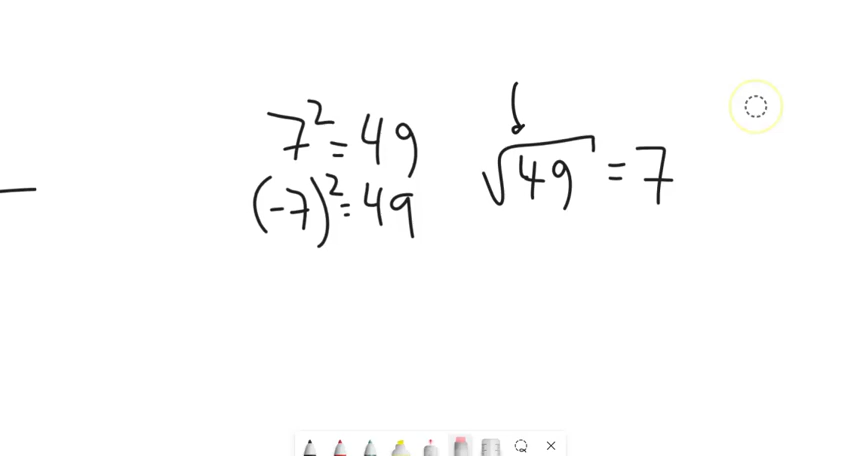 7² = 49
(-7)² = 49
√49 = 7